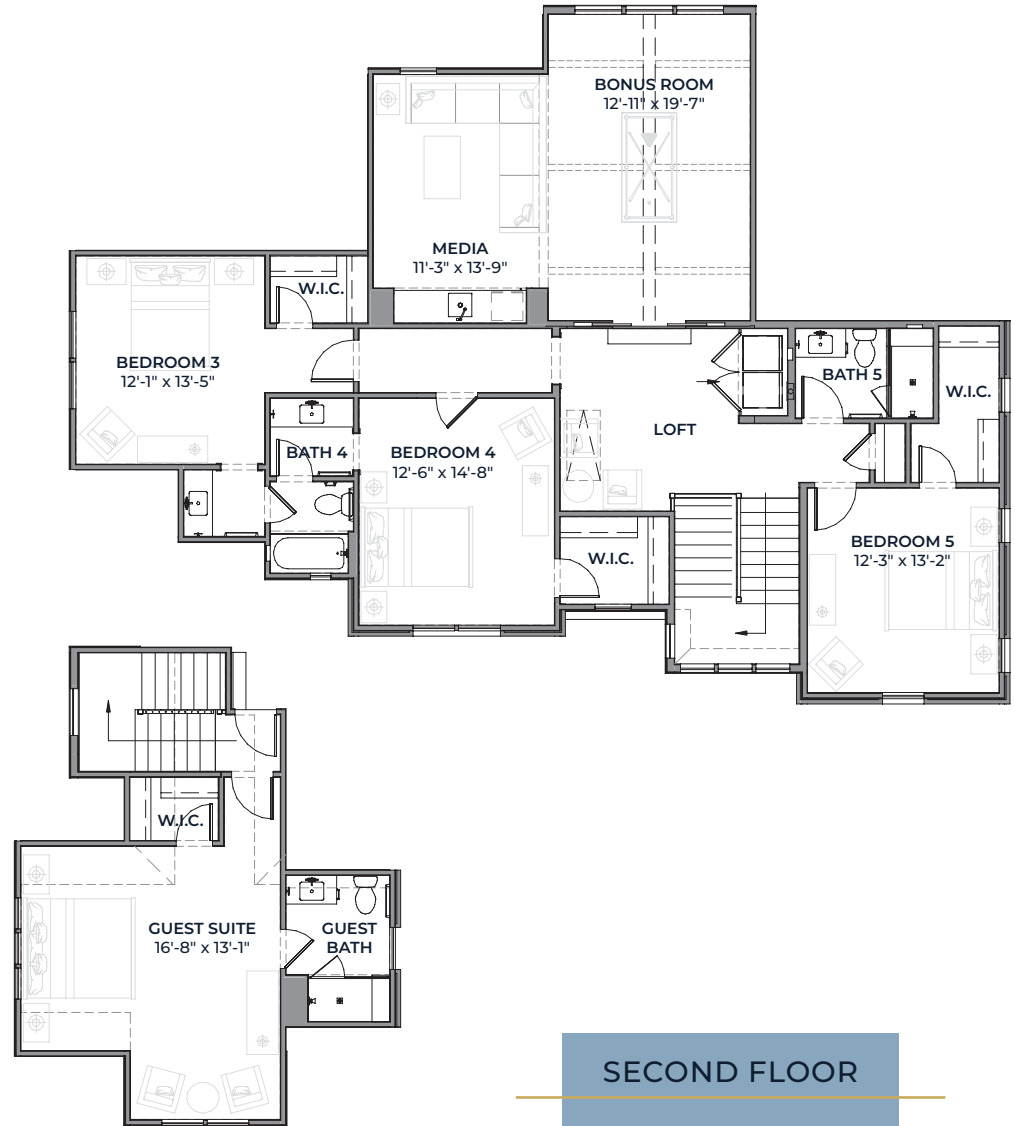 BONUS ROOM
12'-11" x 19'-7"
MEDIA
11'-3" x 13'-9"
W.I.C.
BEDROOM 3
12'-1" x 13'-5"
BATH 5
W.I.C.
LOFT
BATH 4
BEDROOM 4
12'-6" x 14'-8"
W.I.C.
BEDROOM 5
12'-3" x 13'-2"
W.I.C.
GUEST SUITE
16'-8" x 13'-1"
GUEST
BATH
SECOND FLOOR